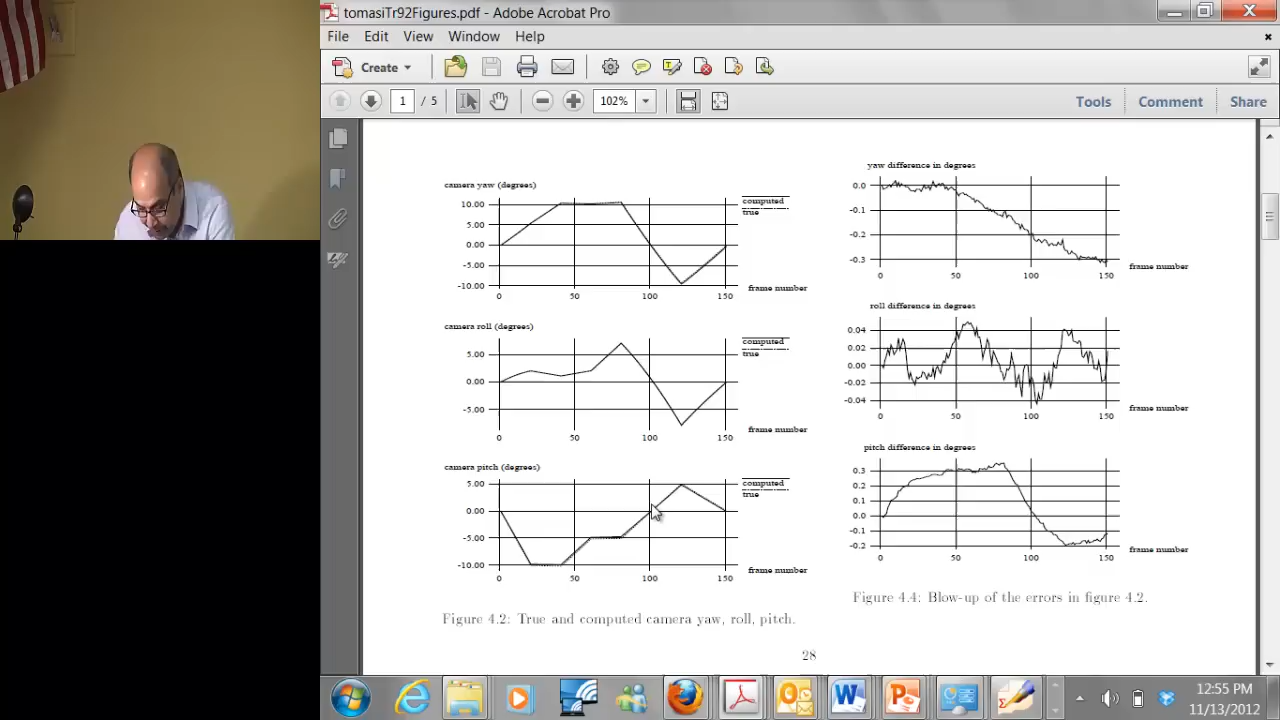 tomasiTr92Figures.pdf - Adobe Acrobat Pro
File Edit View Window Help
Create
1 / 5 102% Tools Comment Share
camera yaw (degrees)
10.00
5.00
0.00
-5.00
-10.00
0 50 100 150
frame number
computed
true
camera roll (degrees)
5.00
0.00
-5.00
0 50 100 150
frame number
computed
true
camera pitch (degrees)
5.00
0.00
-5.00
-10.00
0 50 100 150
frame number
computed
true
Figure 4.2: True and computed camera yaw, roll, pitch.
yaw difference in degrees
0.0
-0.1
-0.2
-0.3
0 50 100 150
frame number
roll difference in degrees
0.04
0.02
0.00
-0.02
-0.04
0 50 100 150
frame number
pitch difference in degrees
0.3
0.2
0.1
0.0
-0.1
-0.2
0 50 100 150
frame number
Figure 4.4: Blow-up of the errors in figure 4.2.
28
12:55 PM
11/13/2012